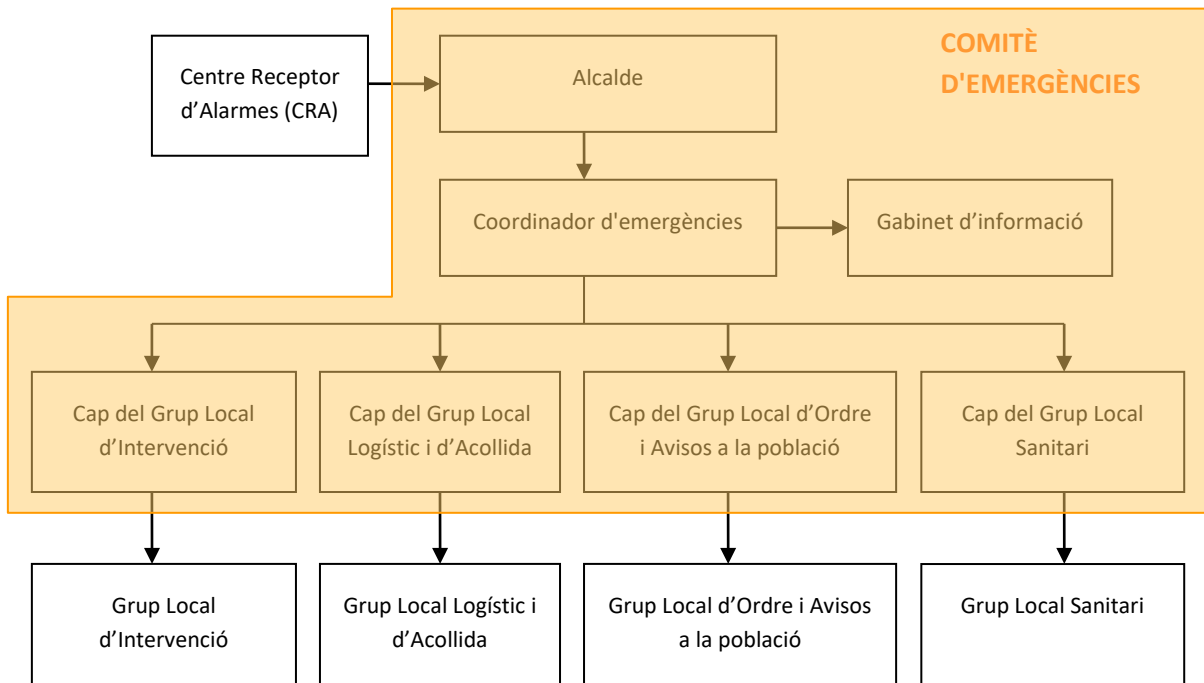 COMITÈ
D'EMERGÈNCIES
Centre Receptor
d’Alarmes (CRA)
Alcalde
Coordinador d'emergències
Gabinet d’informació
Cap del Grup Local
d’Intervenció
Cap del Grup Local
Logístic i d’Acollida
Cap del Grup Local d’Ordre
i Avisos a la població
Cap del Grup Local
Sanitari
Grup Local
d’Intervenció
Grup Local Logístic i
d’Acollida
Grup Local d’Ordre i Avisos
a la població
Grup Local Sanitari